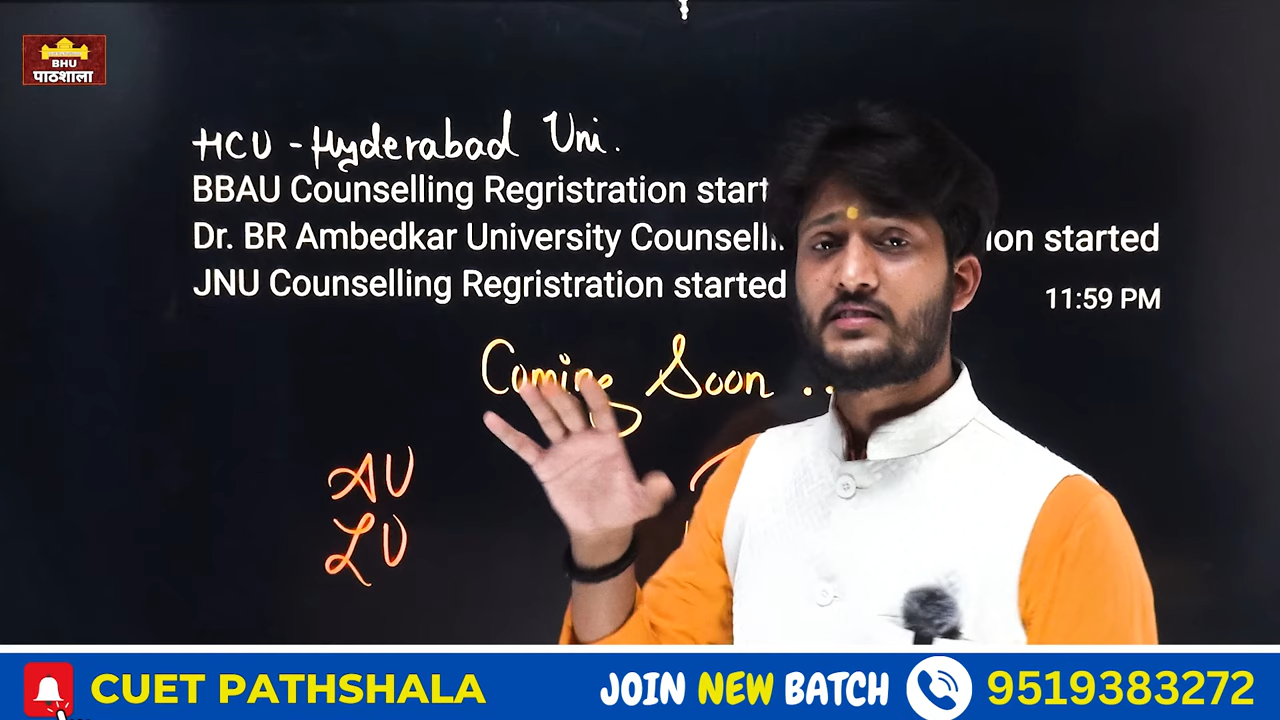 BHU
पाठशाला
HCU - Hyderabad Uni.
BBAU Counselling Regristration start
Dr. BR Ambedkar University Counselli ion started
JNU Counselling Regristration started
11:59 PM
Coming Soon ..
AU
LU
CUET PATHSHALA
JOIN NEW BATCH
9519383272